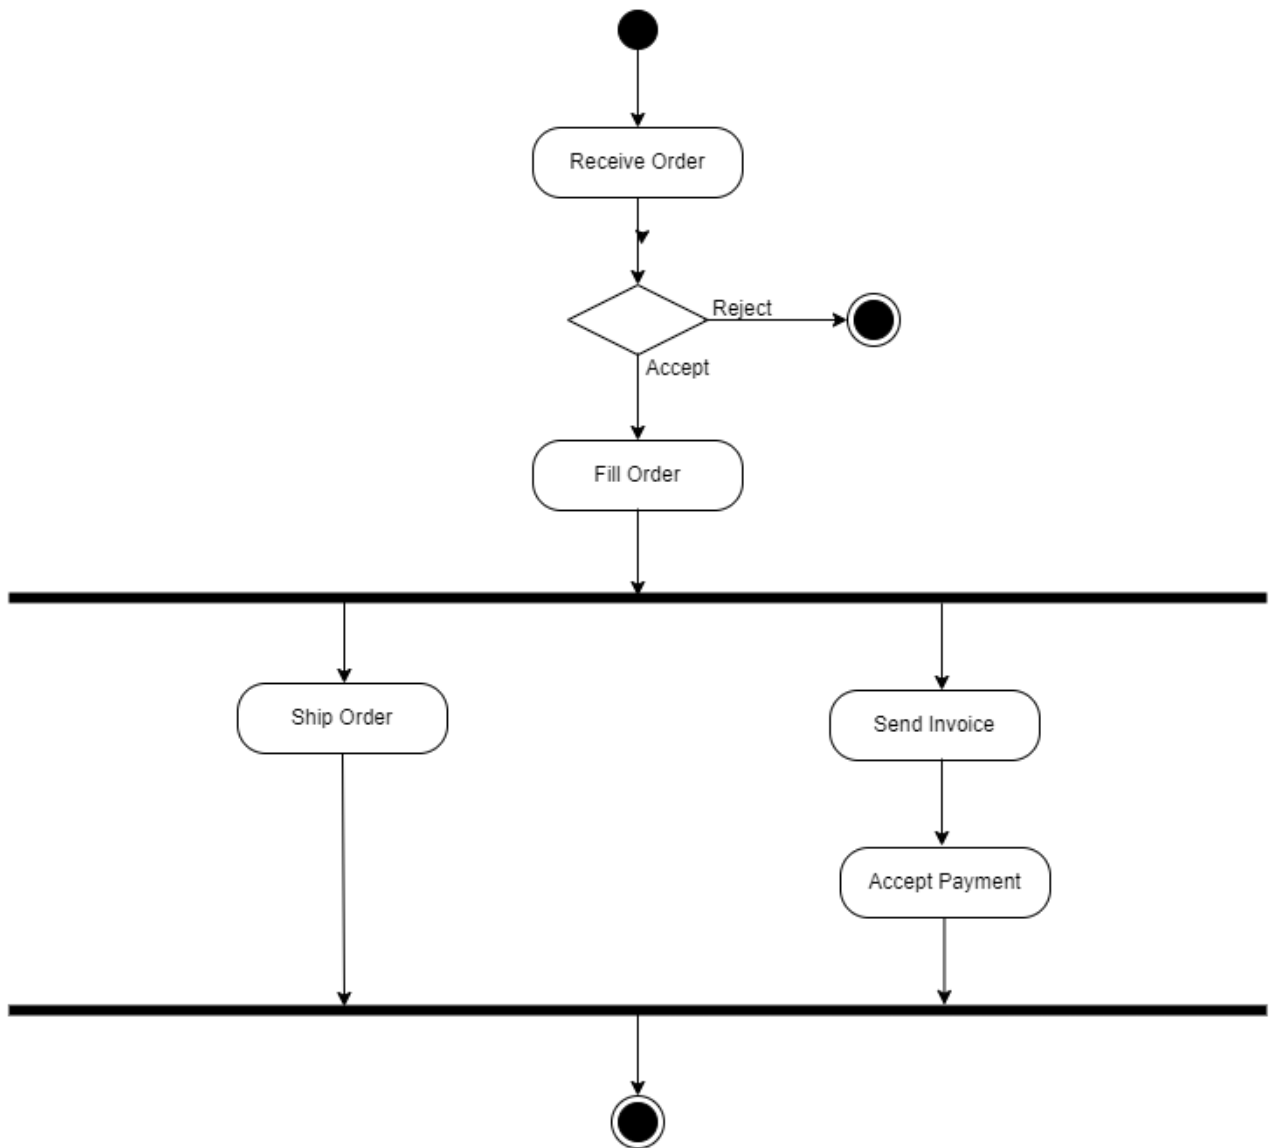 Receive Order
Reject
Accept
Fill Order
Ship Order
Send Invoice
Accept Payment